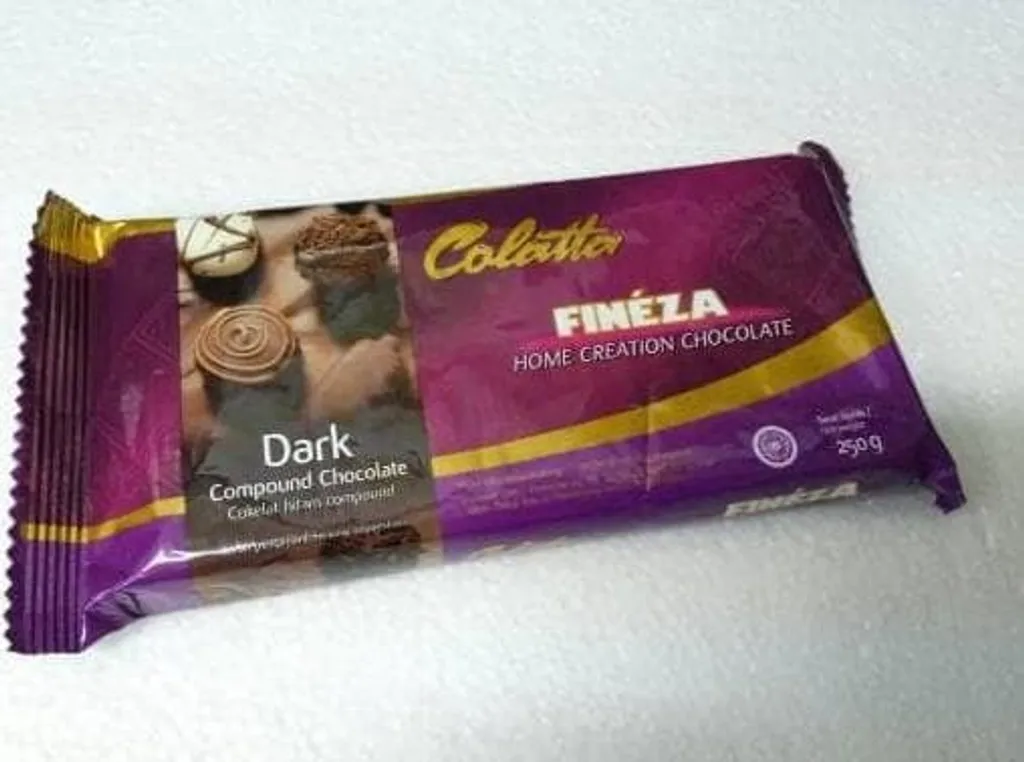 Colatta
FINÉZA
HOME CREATION CHOCOLATE
Dark
Compound Chocolate
Cokelat hitam compound
250 g
FINÉZA